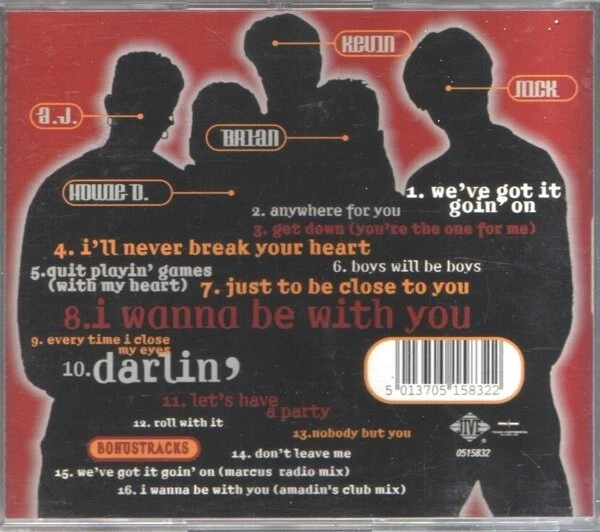 KEVIN
NICK
A.J.
BRIAN
HOWIE D.
1. we've got it
goin' on
2. anywhere for you
3. get down (you're the one for me)
4. i'll never break your heart
5.quit playin' games
(with my heart)
6. boys will be boys
7. just to be close to you
8.i wanna be with you
9. every time i close
my eyes
10.darlin'
11. let's have
a party
12. roll with it
13.nobody but you
BONUSTRACKS
14. don't leave me
15. we've got it goin' on (marcus radio mix)
16. i wanna be with you (amadin's club mix)
5 013705 158322
JIVE
0515832